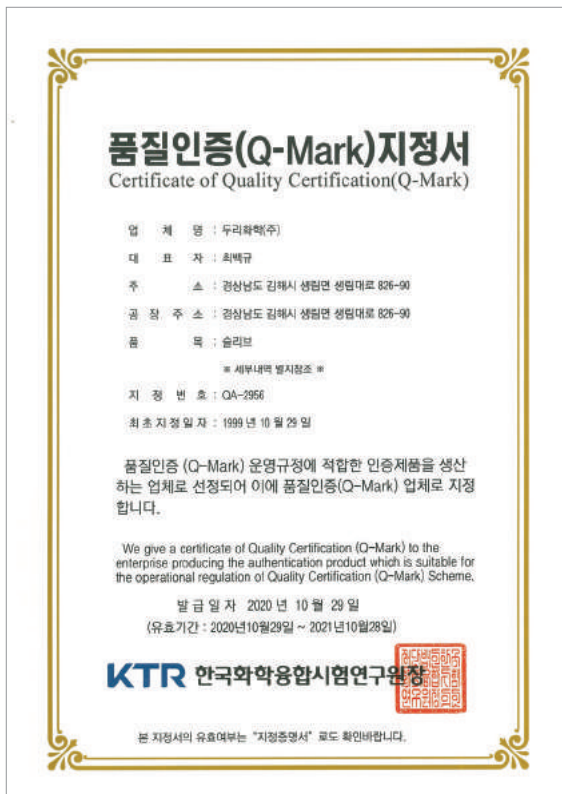 품질인증(Q-Mark)지정서
Certificate of Quality Certification(Q-Mark)
업 체 명 : 두리화학(주)
대 표 자 : 최백규
주 소 : 경상남도 김해시 생림면 생림대로 826-90
공 장 주 소 : 경상남도 김해시 생림면 생림대로 826-90
품 목 : 슬리브
※ 세부내역 별지참조 ※
지 정 번 호 : QA-2956
최 초 지 정 일 자 : 1999 년 10 월 29 일
품질인증 (Q-Mark) 운영규정에 적합한 인증제품을 생산
하는 업체로 선정되어 이에 품질인증(Q-Mark) 업체로 지정
합니다.
We give a certificate of Quality Certification (Q-Mark) to the
enterprise producing the authentication product which is suitable for
the operational regulation of Quality Certification (Q-Mark) Scheme.
발 급 일 자 2020 년 10 월 29 일
(유효기간 : 2020년10월29일 ~ 2021년10월28일)
KTR 한국화학융합시험연구원장
본 지정서의 유효여부는 "지정증명서" 로도 확인바랍니다.